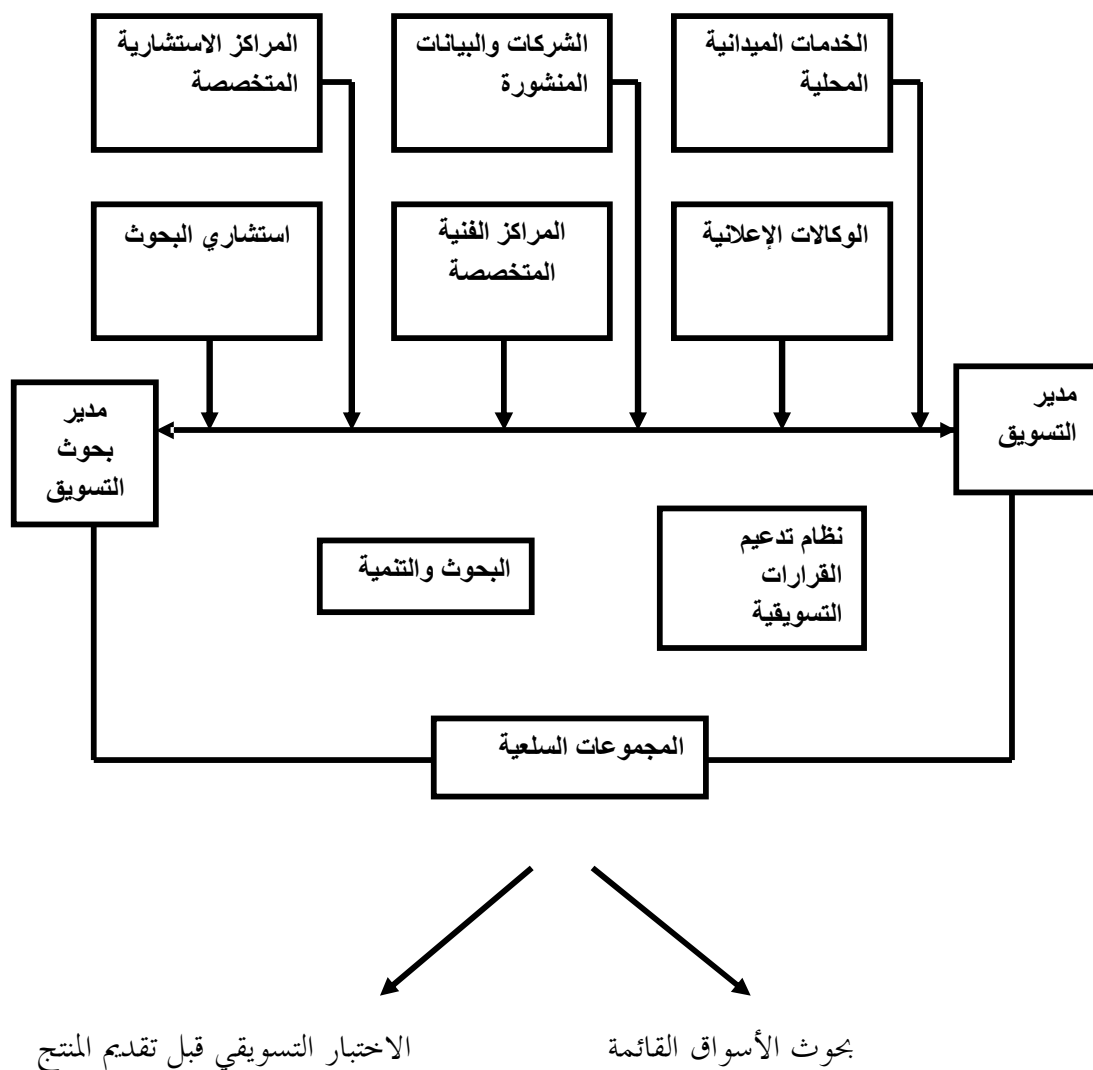 الخدمات الميدانية
المحلية
الشركات والبيانات
المنشورة
المراكز الاستشارية
المتخصصة
الوكالات الإعلانية
المراكز الفنية
المتخصصة
استشاري البحوث
مدير
التسويق
مدير
بحوث
التسويق
نظام تدعيم
القرارات
التسويقية
البحوث والتنمية
المجموعات السلعية
بحوث الأسواق القائمة
الاختبار التسويقي قبل تقديم المنتج